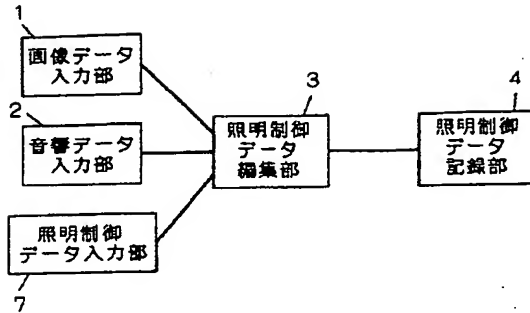 1
画像データ
入力部
2
音響データ
入力部
3
照明制御
データ
編集部
4
照明制御
データ
記録部
照明制御
データ入力部
7